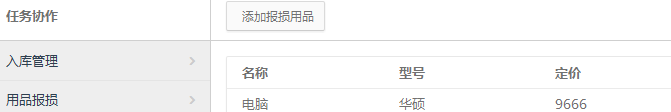 任务协作
添加报损用品
入库管理
用品报损
名称 型号 定价
电脑 华硕 9666